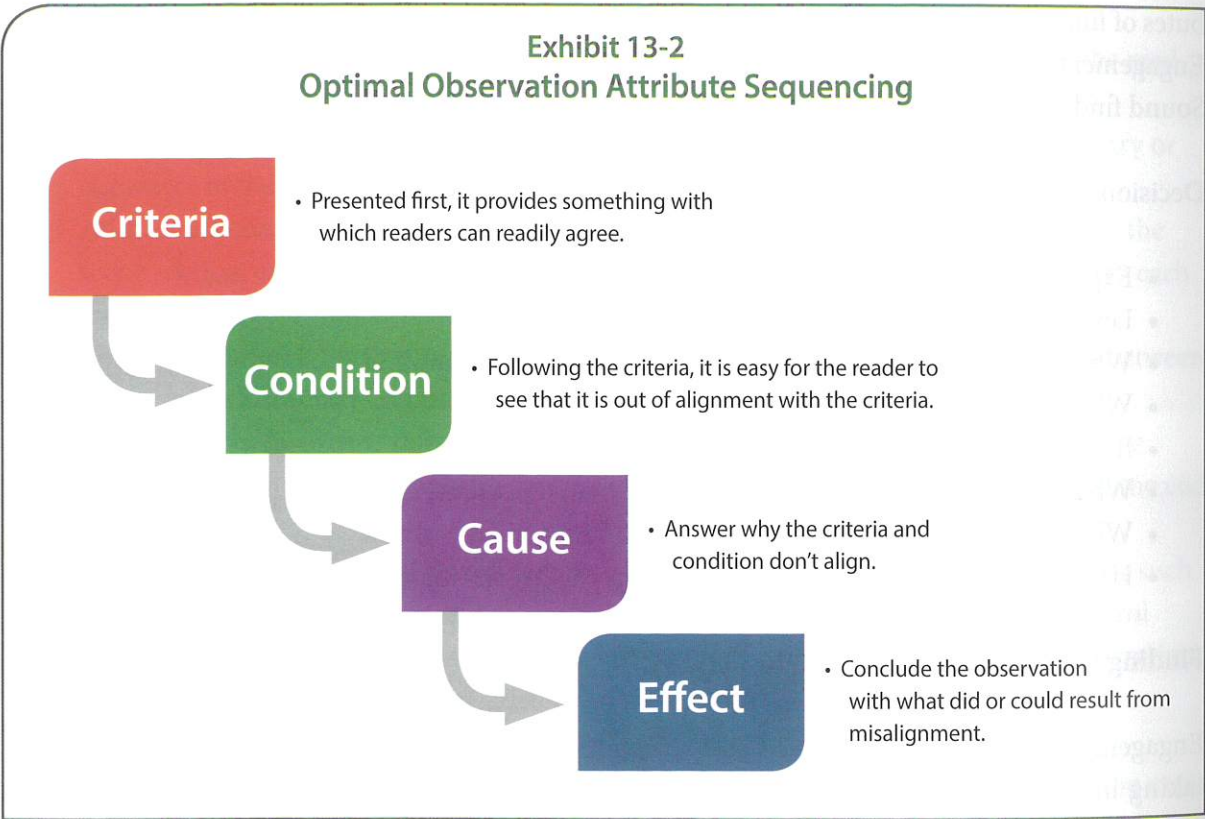 Exhibit 13-2
Optimal Observation Attribute Sequencing
Criteria
• Presented first, it provides something with
which readers can readily agree.
Condition
• Following the criteria, it is easy for the reader to
see that it is out of alignment with the criteria.
Cause
• Answer why the criteria and
condition don’t align.
Effect
• Conclude the observation
with what did or could result from
misalignment.